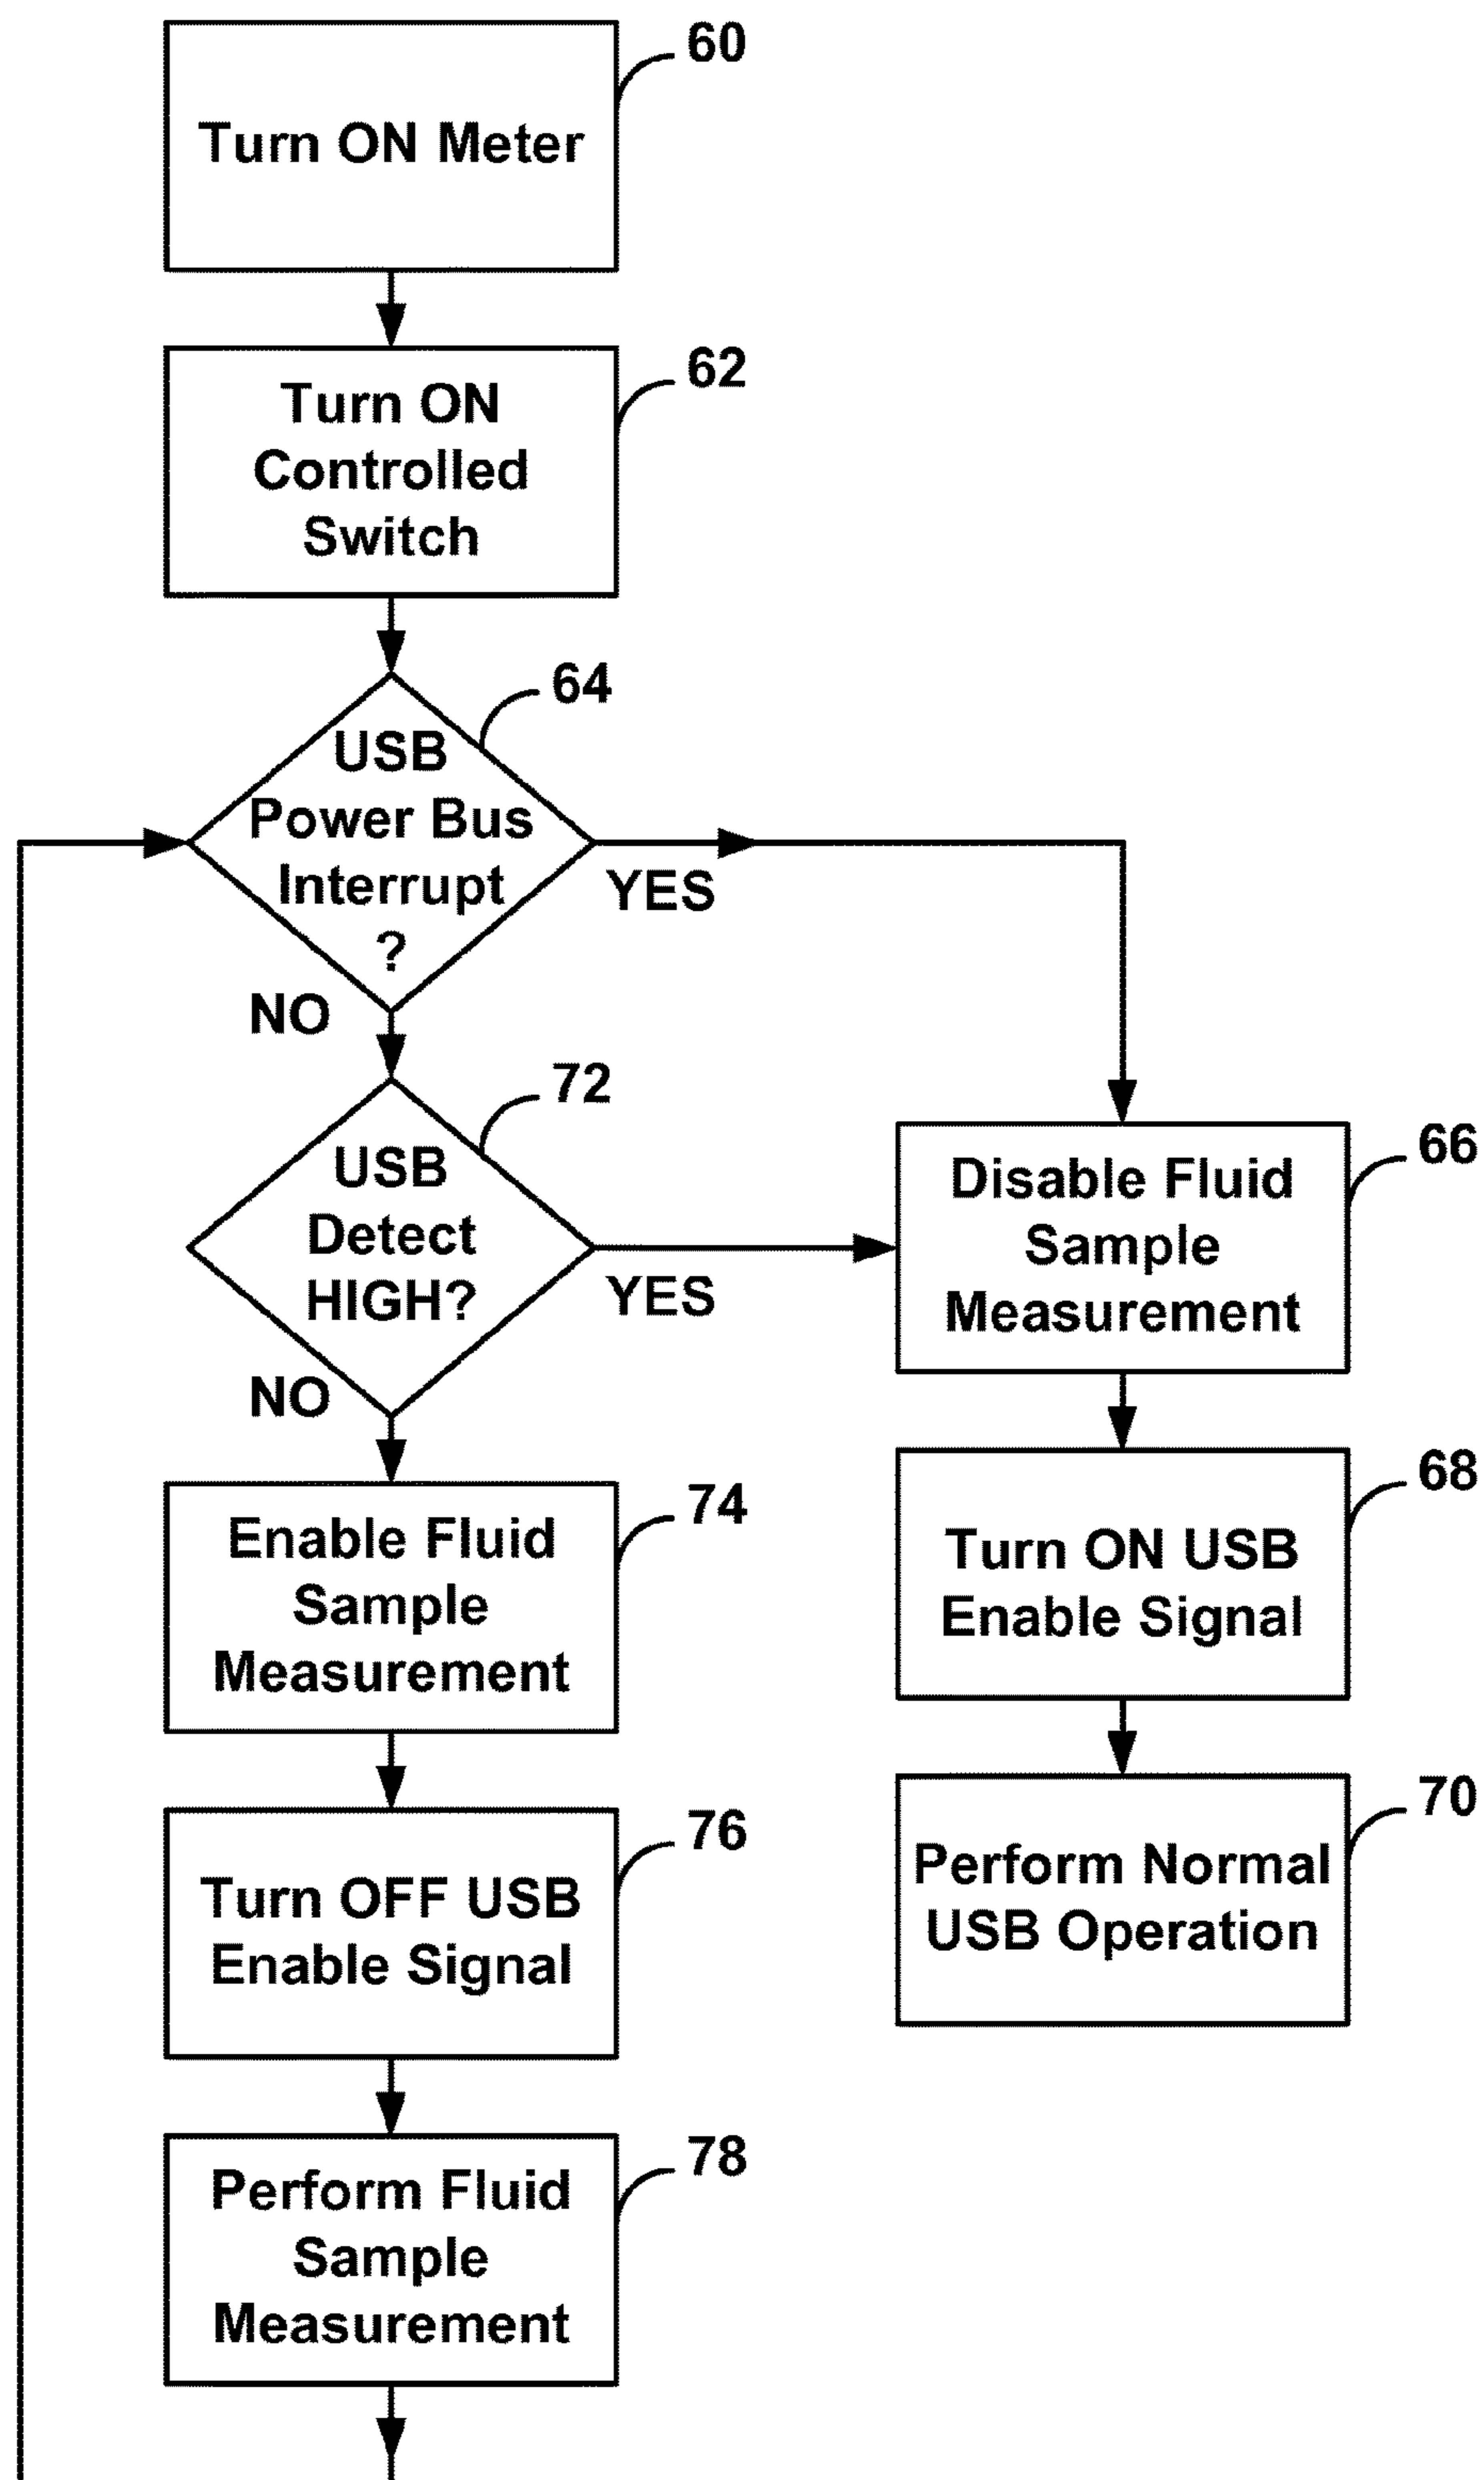 60
Turn ON Meter
62
Turn ON
Controlled
Switch
64
USB
Power Bus
Interrupt
?
YES
NO
72
USB
Detect
HIGH?
YES
NO
66
Disable Fluid
Sample
Measurement
74
Enable Fluid
Sample
Measurement
68
Turn ON USB
Enable Signal
76
Turn OFF USB
Enable Signal
70
Perform Normal
USB Operation
78
Perform Fluid
Sample
Measurement